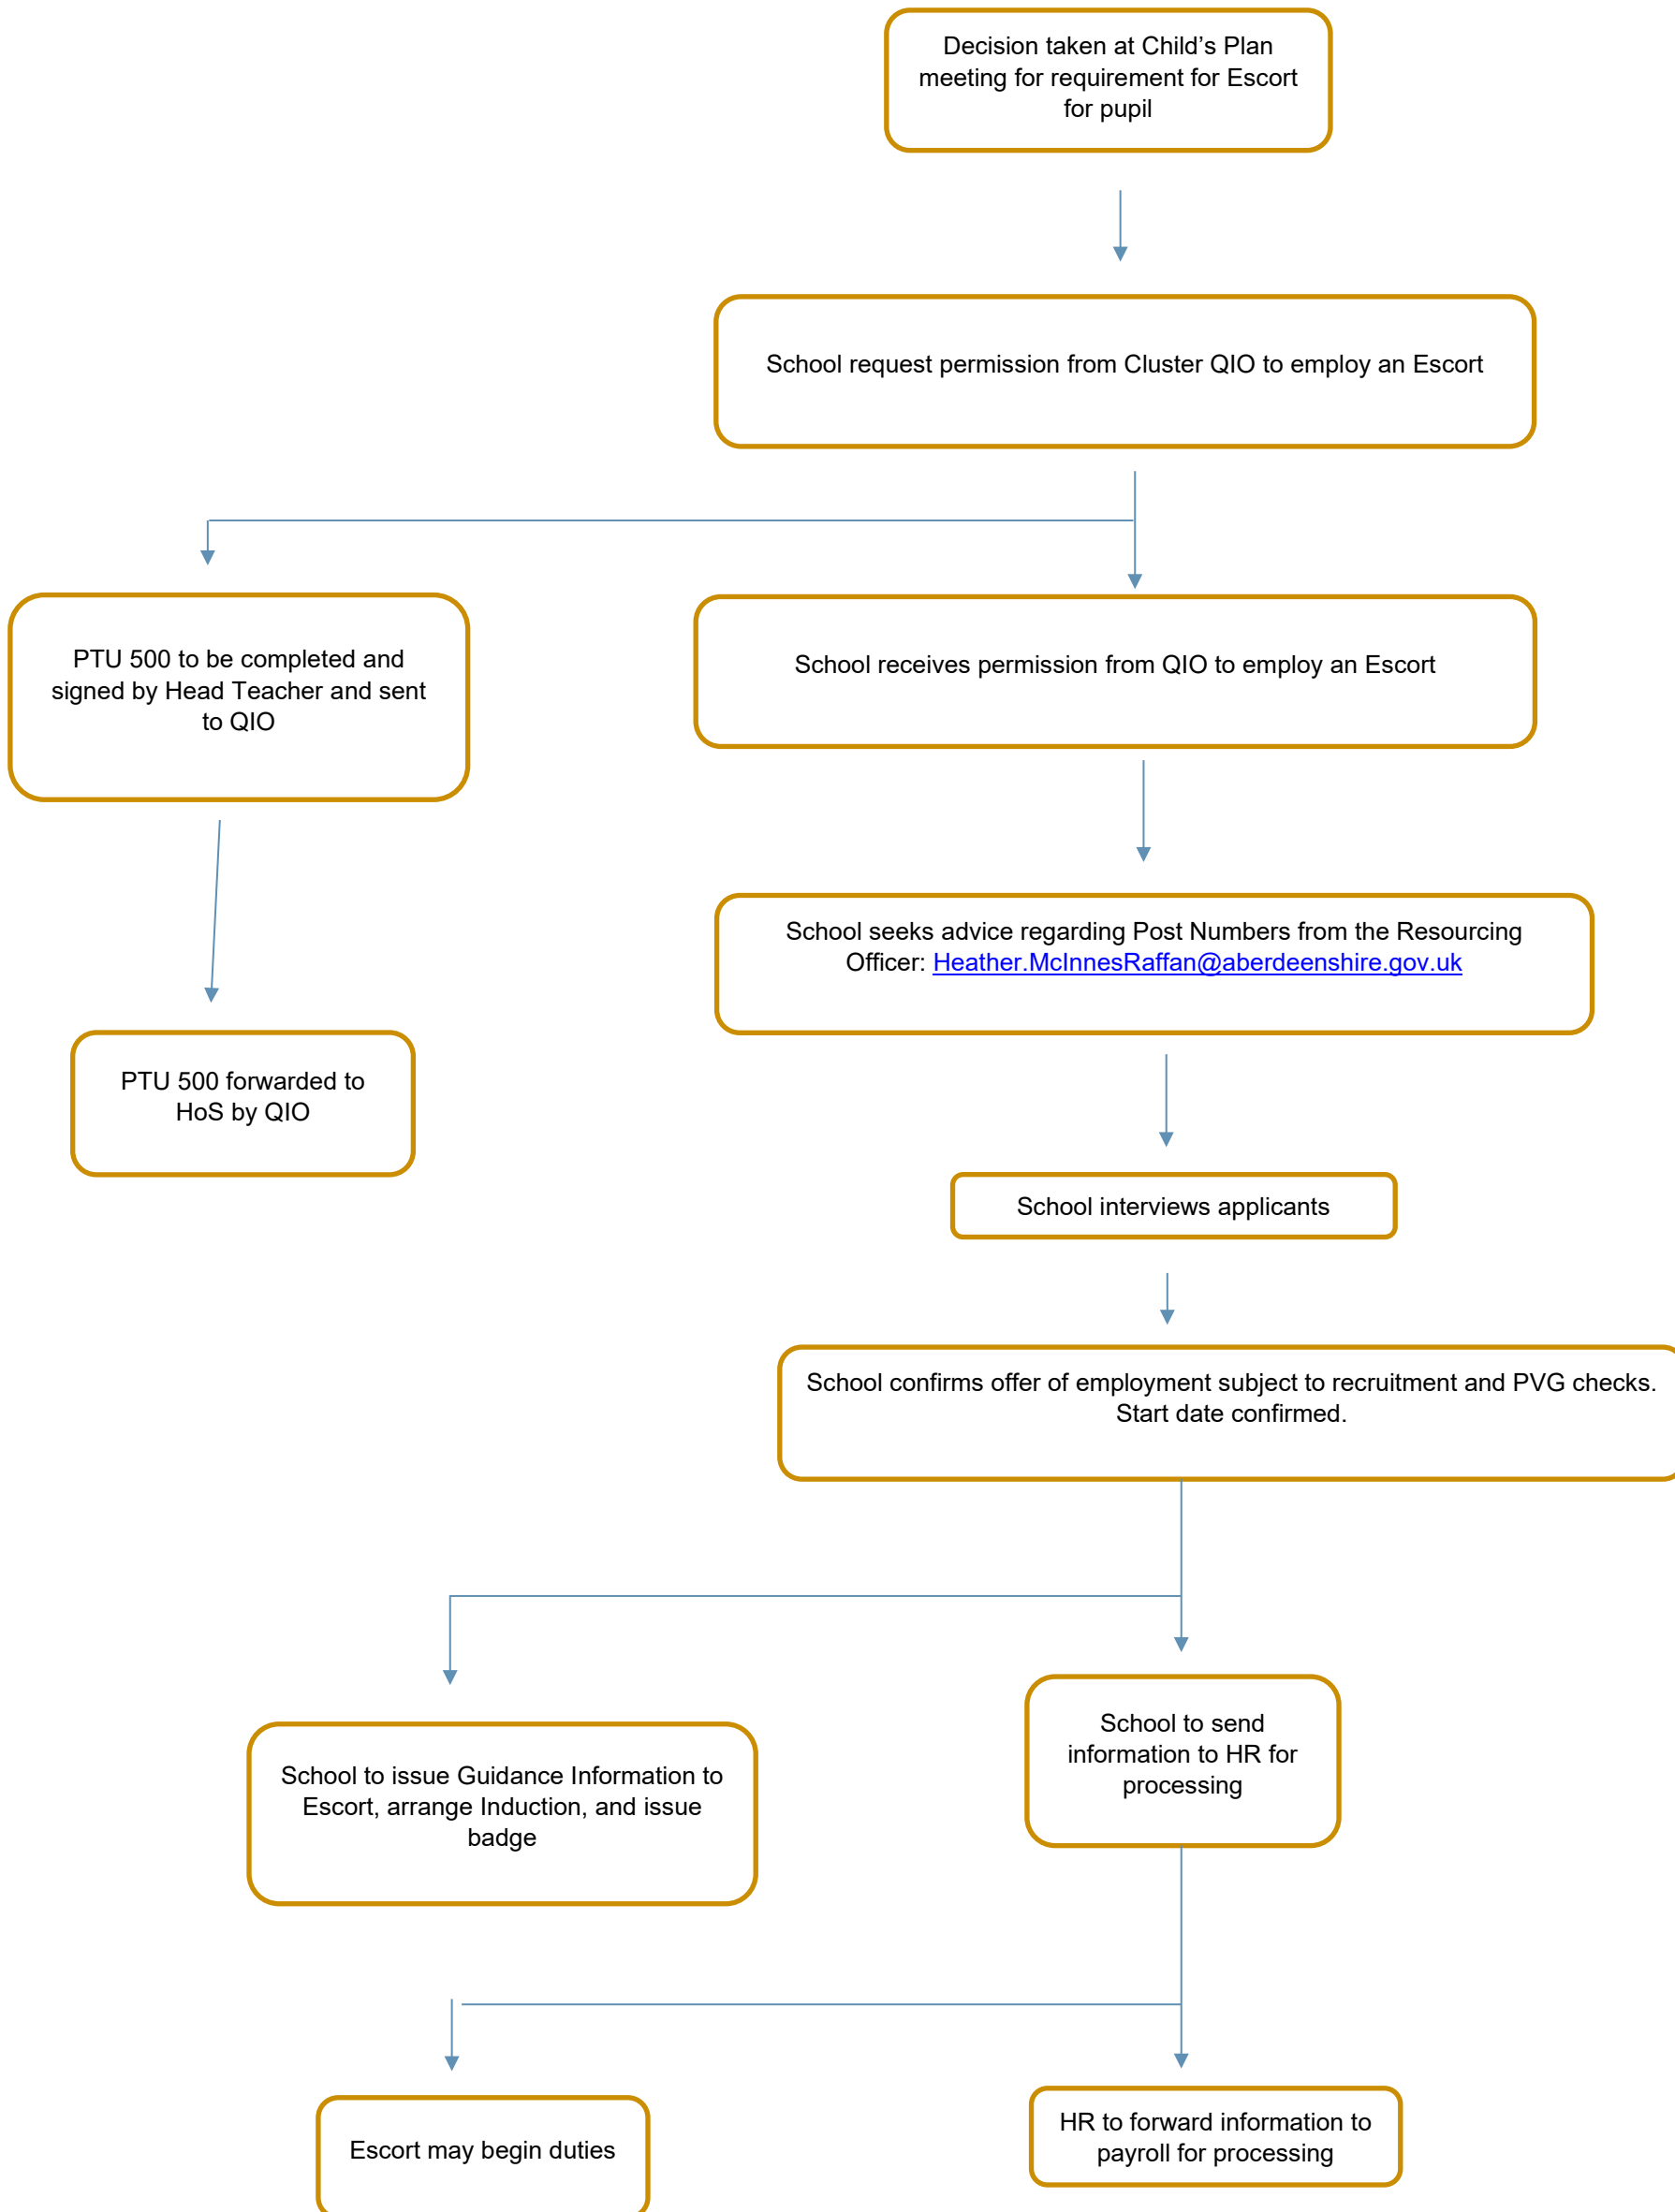 Decision taken at Child’s Plan
meeting for requirement for Escort
for pupil
School request permission from Cluster QIO to employ an Escort
PTU 500 to be completed and
signed by Head Teacher and sent
to QIO
School receives permission from QIO to employ an Escort
School seeks advice regarding Post Numbers from the Resourcing
Officer: Heather.McInnesRaffan@aberdeenshire.gov.uk
PTU 500 forwarded to
HoS by QIO
School interviews applicants
School confirms offer of employment subject to recruitment and PVG checks.
Start date confirmed.
School to issue Guidance Information to
Escort, arrange Induction, and issue
badge
School to send
information to HR for
processing
Escort may begin duties
HR to forward information to
payroll for processing